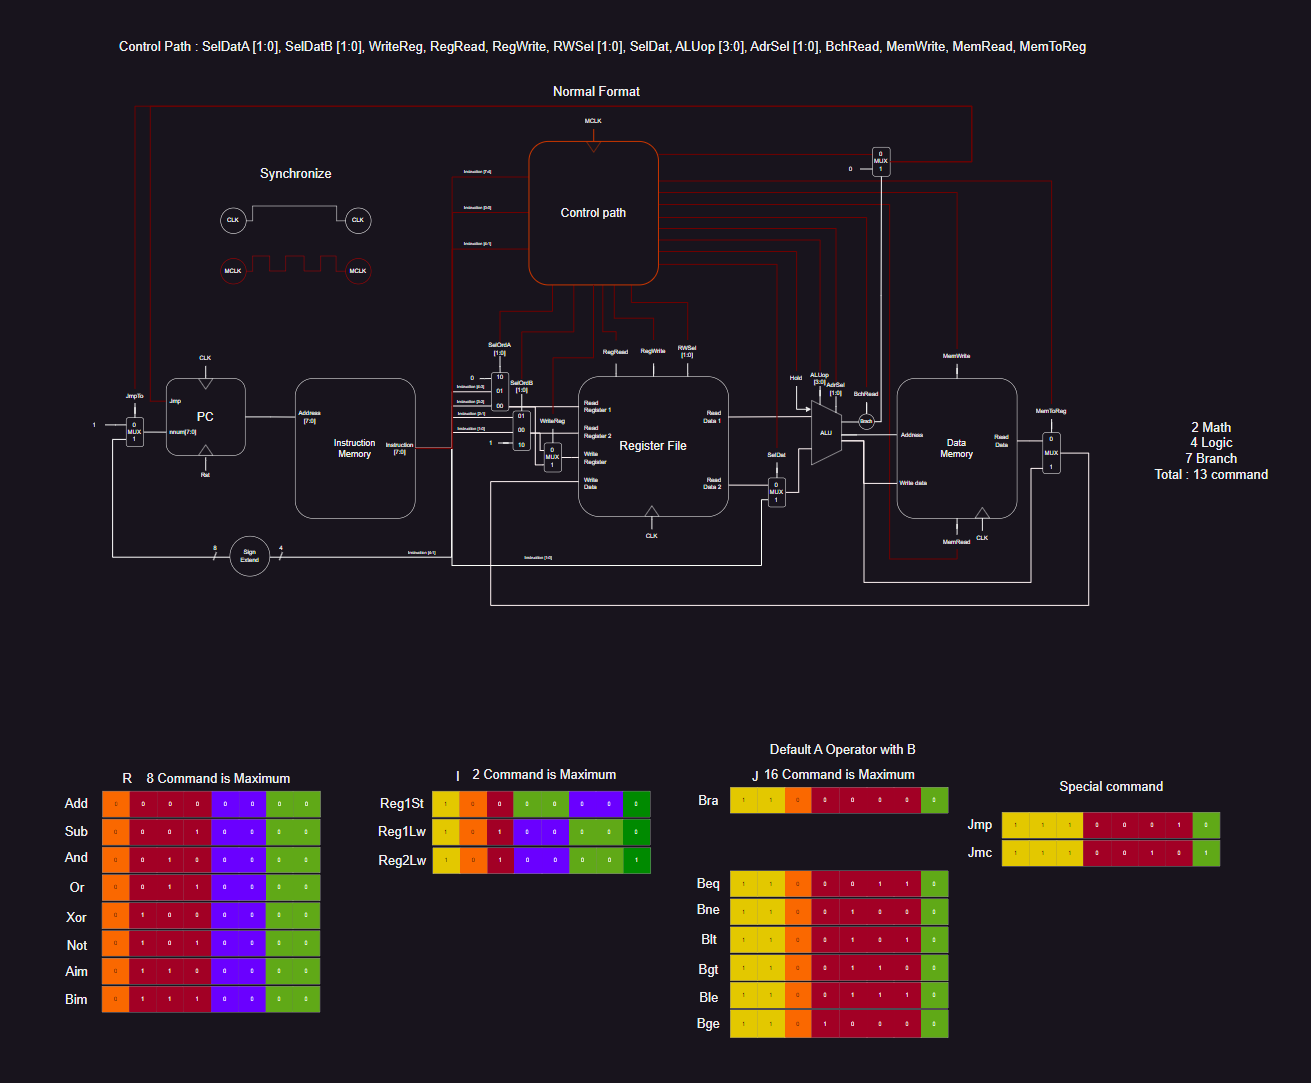 Control Path : SelDatA [1:0], SelDatB [1:0], WriteReg, RegRead, RegWrite, RWSel [1:0], SelDat, ALUop [3:0], AdrSel [1:0], BchRead, MemWrite, MemRead, MemToReg
Normal Format
MCLK
0
MUX
1
0
Synchronize
Instruction [7:4]
CLK
CLK
Control path
MCLK
MCLK
SelOrdA
[1:0]
RegRead
RegWrite
RWSel
[1:0]
MemWrite
CLK
0
10
01
00
SelOrdB
[1:0]
Hold
ALUop
[3:0]
AdrSel
[1:0]
BchRead
JmpTo
Jmp
PC
nnum[7:0]
Rst
1
0
MUX
1
Address
[7:0]
Instruction
Memory
Instruction
[7:0]
01
00
10
1
WriteReg
0
MUX
1
Read
Register 1
Read
Register 2
Write
Register
Write
Data
Register File
Read
Data 1
Read
Data 2
CLK
SelDat
0
MUX
1
ALU
Branch
Address
Write data
Data
Memory
Read
Data
MemRead
CLK
MemToReg
0
MUX
1
2 Math
4 Logic
7 Branch
Total : 13 command
8
Sign
Extend
4
Instruction [1:0]
Default A Operator with B
R 8 Command is Maximum
I 2 Command is Maximum
J 16 Command is Maximum
Special command
Add 0 0 0 0 0 0 0 0
Sub 0 0 0 1 0 0 0 0
And 0 0 1 0 0 0 0 0
Or 0 0 1 1 0 0 0 0
Xor 0 1 0 0 0 0 0 0
Not 0 1 0 1 0 0 0 0
Aim 0 1 1 0 0 0 0 0
Bim 0 1 1 1 0 0 0 0
Reg1St 1 0 0 0 0 0 0 0
Reg1Lw 1 0 1 0 0 0 0 0
Reg2Lw 1 0 1 0 0 0 0 1
Bra 1 1 0 0 0 0 0 0
Beq 1 1 0 0 0 1 1 0
Bne 1 1 0 0 1 0 0 0
Blt 1 1 0 0 1 0 1 0
Bgt 1 1 0 0 1 1 0 0
Ble 1 1 0 0 1 1 1 0
Bge 1 1 0 1 0 0 0 0
Jmp 1 1 1 0 0 0 1 0
Jmc 1 1 1 0 0 1 0 1